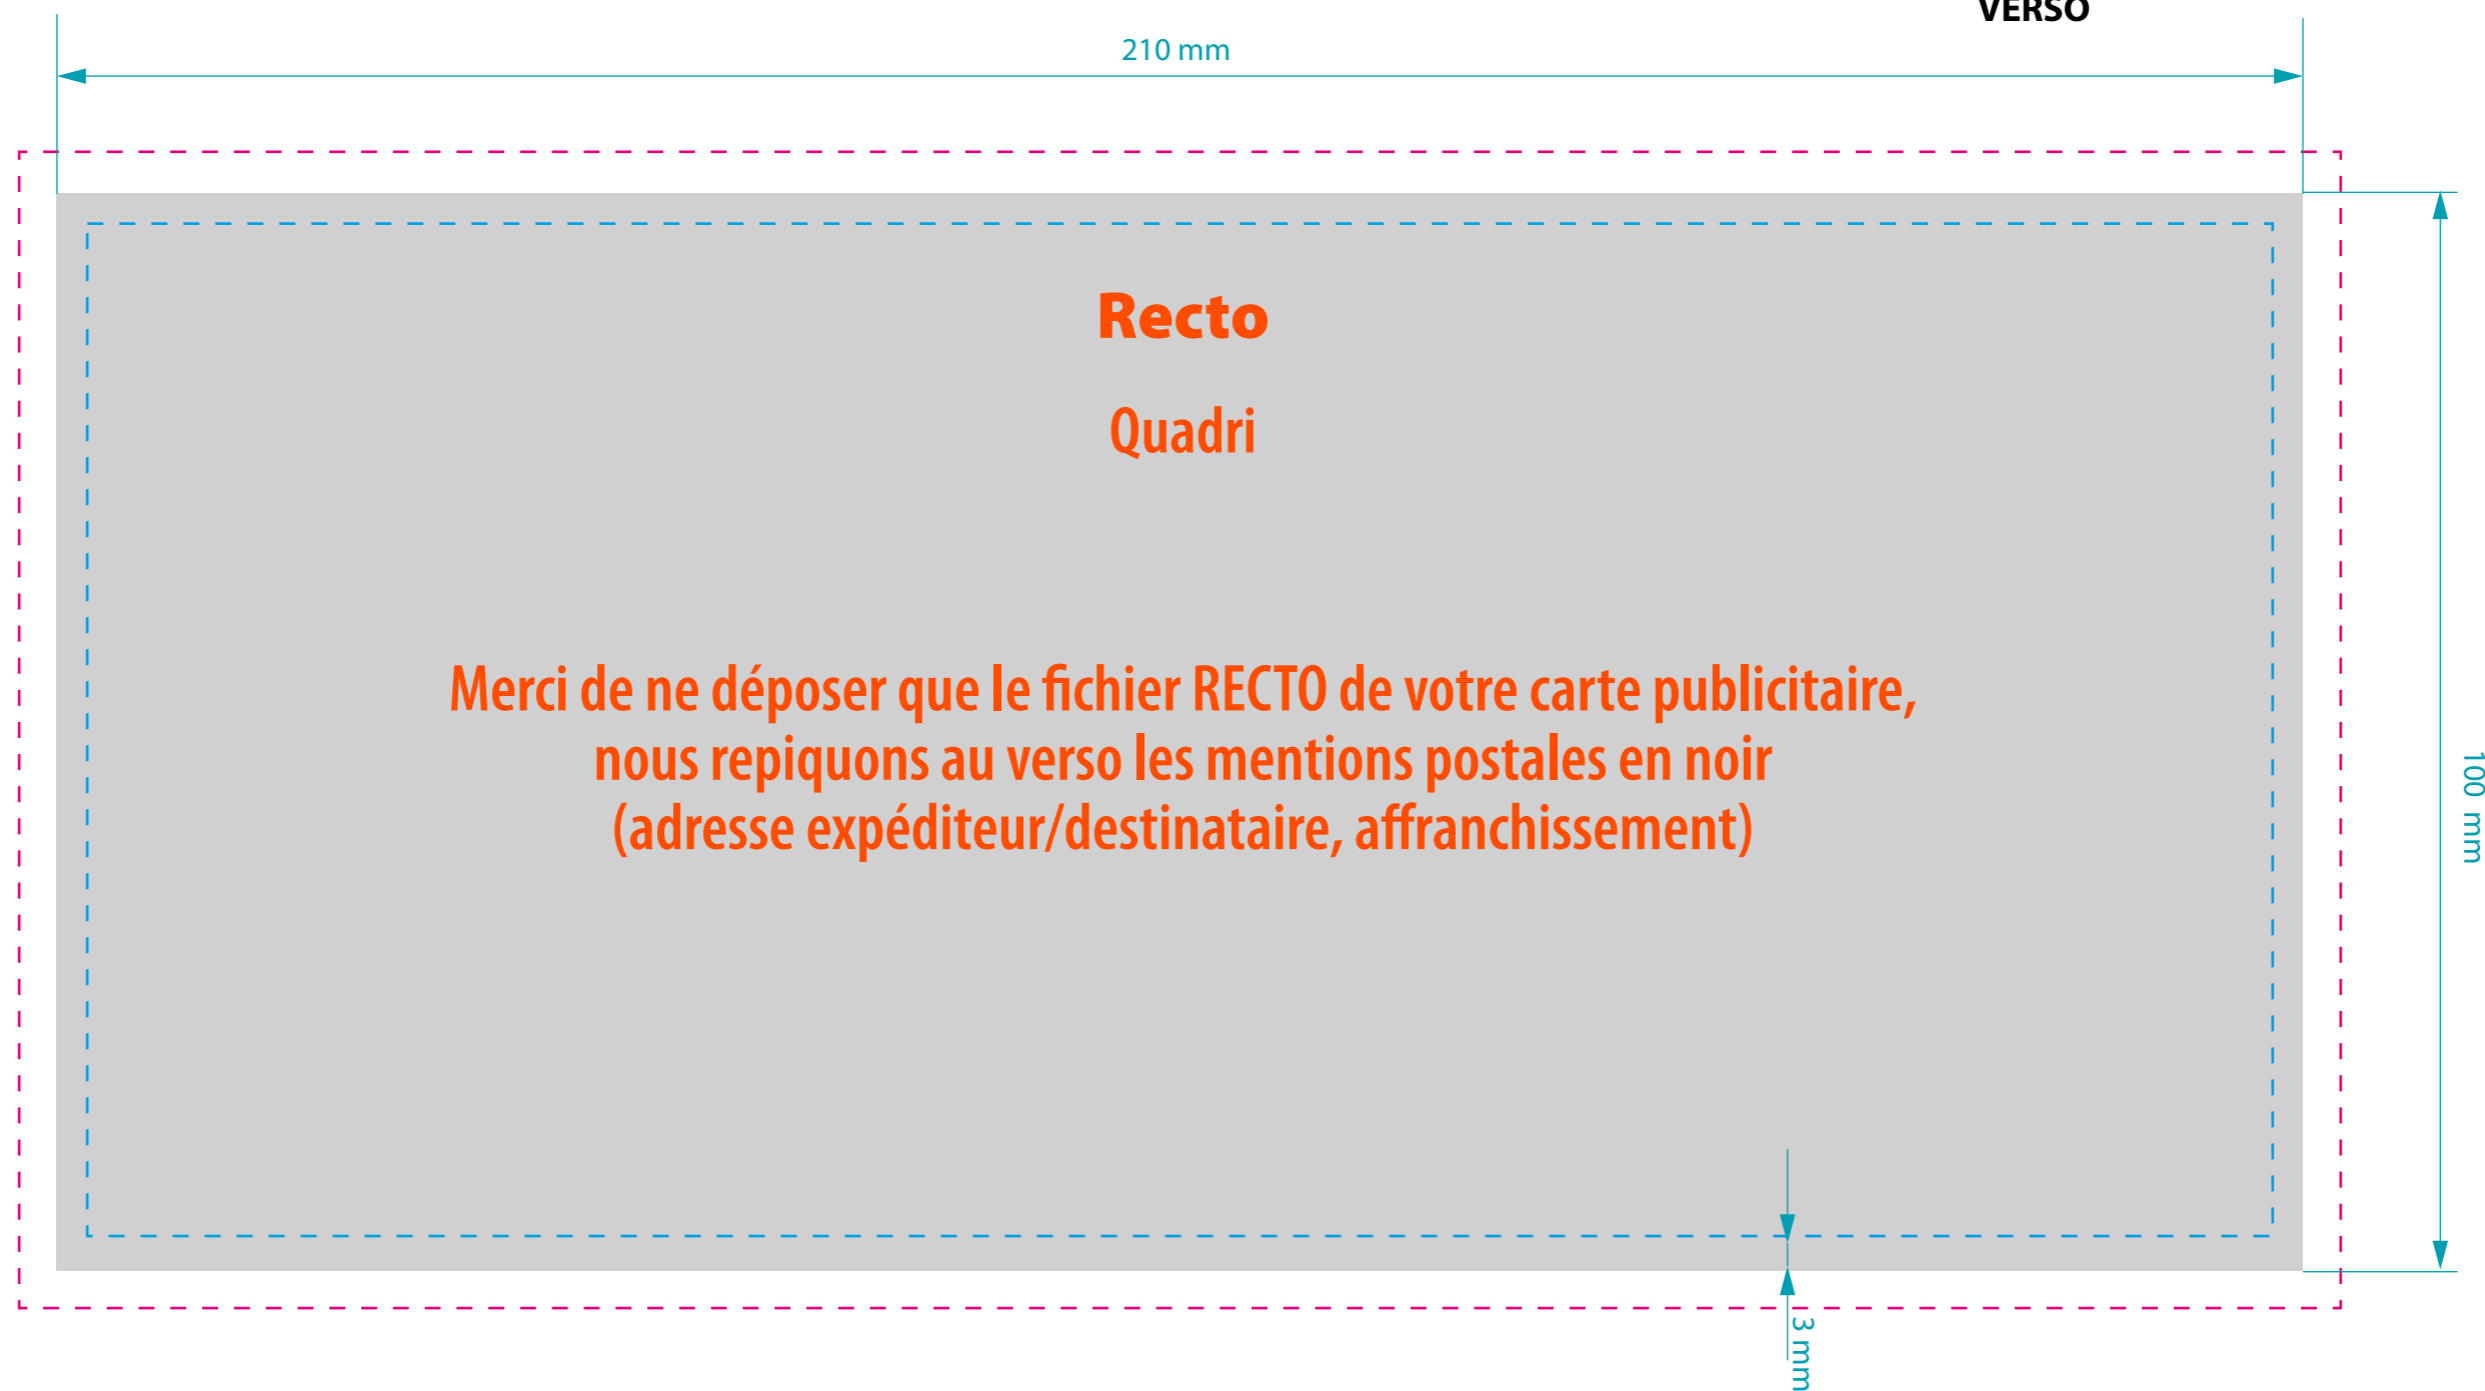 VERSO
210 mm
Recto
Quadri
Merci de ne déposer que le fichier RECTO de votre carte publicitaire,
nous repiquons au verso les mentions postales en noir
(adresse expéditeur/destinataire, affranchissement)
100 mm
3 mm